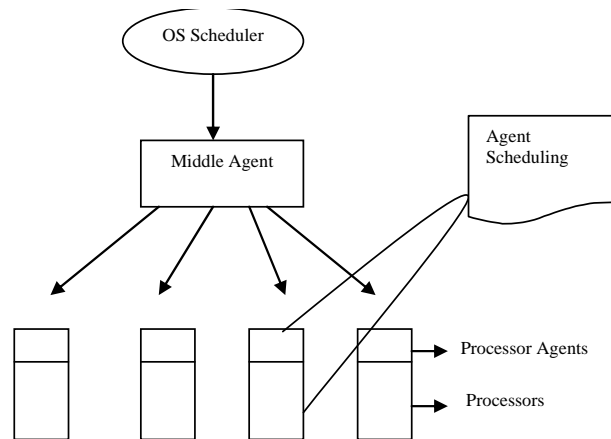 OS Scheduler
Middle Agent
Agent
Scheduling
Processor Agents
Processors